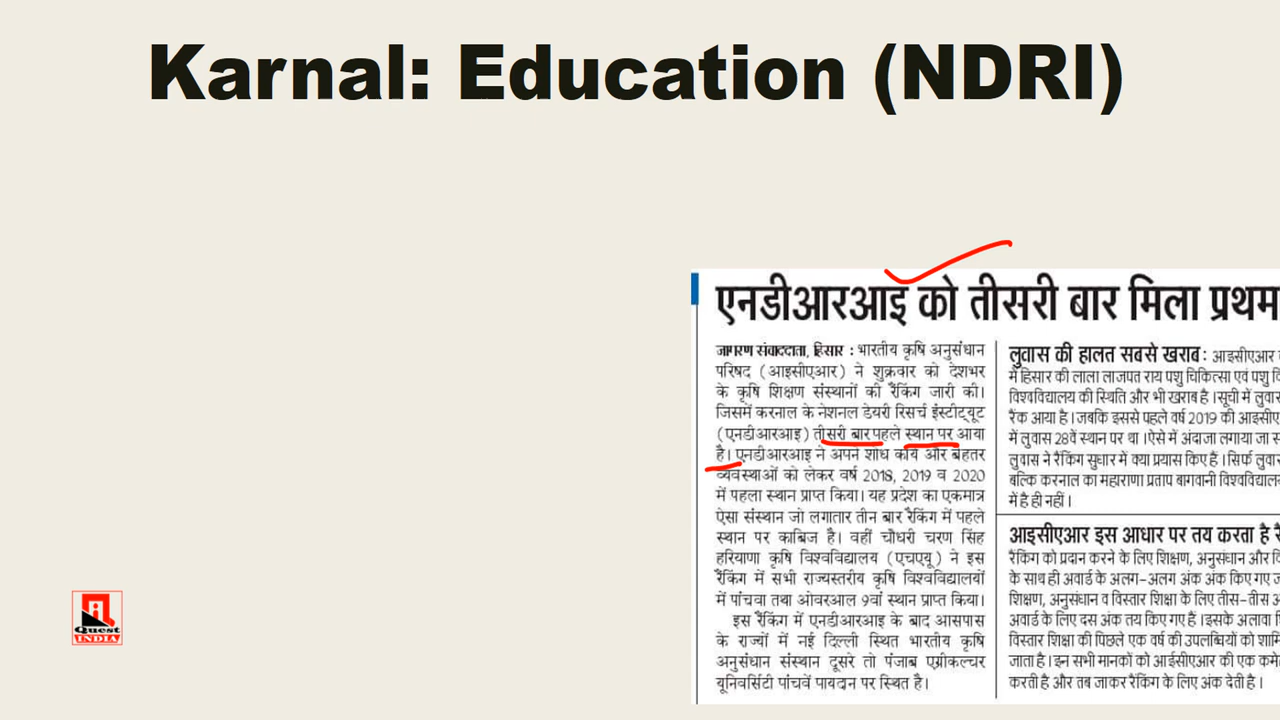 Karnal: Education (NDRI)
एनडीआरआइ को तीसरी बार मिला प्रथम
जागरण संवाददाता, हिसार : भारतीय कृषि अनुसंधान
परिषद (आइसीएआर) ने शुक्रवार को देशभर
के कृषि शिक्षण संस्थानों की रैंकिंग जारी की।
जिसमें करनाल के नेशनल डेयरी रिसर्च इंस्टीट्यूट
(एनडीआरआइ) तीसरी बार पहले स्थान पर आया
है। एनडीआरआइ ने अपने शोध कार्य और बेहतर
व्यवस्थाओं को लेकर वर्ष 2018, 2019 व 2020
में पहला स्थान प्राप्त किया। यह प्रदेश का एकमात्र
ऐसा संस्थान जो लगातार तीन बार रैंकिंग में पहले
स्थान पर काबिज है। वहीं चौधरी चरण सिंह
हरियाणा कृषि विश्वविद्यालय (एचएयू) ने इस
रैंकिंग में सभी राज्यस्तरीय कृषि विश्वविद्यालयों
में पांचवा तथा ओवरआल 9वां स्थान प्राप्त किया।
इस रैंकिंग में एनडीआरआइ के बाद आसपास
के राज्यों में नई दिल्ली स्थित भारतीय कृषि
अनुसंधान संस्थान दूसरे तो पंजाब एग्रीकल्चर
यूनिवर्सिटी पांचवें पायदान पर स्थित है।
लुवास की हालत सबसे खराब: आइसीएआर
में हिसार की लाला लाजपत राय पशु चिकित्सा एवं पशु
विश्वविद्यालय की स्थिति और भी खराब है। सूची में लुवास
रैंक आया है। जबकि इससे पहले वर्ष 2019 की आइसीए
में लुवास 28वें स्थान पर था। ऐसे में अंदाजा लगाया जा स
लुवास ने रैंकिंग सुधार में क्या प्रयास किए हैं। सिर्फ लुवा
बल्कि करनाल का महाराणा प्रताप बागवानी विश्वविद्याल
में है ही नहीं।
आइसीएआर इस आधार पर तय करता है रै
रैंकिंग को प्रदान करने के लिए शिक्षण, अनुसंधान और
के साथ ही अवार्ड के अलग-अलग अंक अंक किए गए
शिक्षण, अनुसंधान व विस्तार शिक्षा के लिए तीस-तीस
अवार्ड के लिए दस अंक तय किए गए हैं। इसके अलावा
विस्तार शिक्षा की पिछले एक वर्ष की उपलब्धियों को शामि
जाता है। इन सभी मानकों को आईसीएआर की एक कमे
करती है और तब जाकर रैंकिंग के लिए अंक देती है।
Quest
INDIA